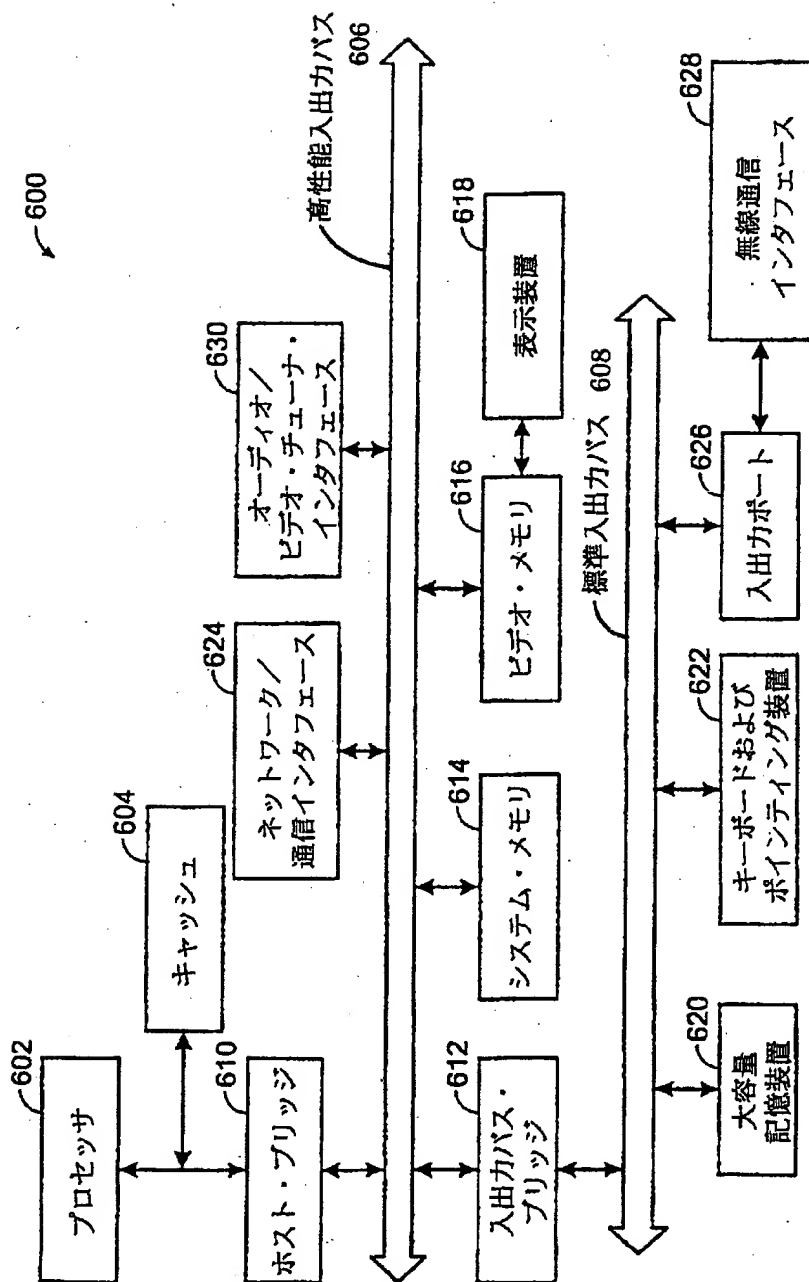 600
602
プロセッサ
604
キャッシュ
610
ホスト・ブリッジ
624
ネットワーク/
通信インタフェース
630
オーディオ/
ビデオ・チューナ・
インタフェース
高性能入出力バス
606
612
入出力バス・
ブリッジ
614
システム・メモリ
616
ビデオ・メモリ
618
表示装置
標準入出力バス 608
620
大容量
記憶装置
622
キーボードおよび
ポインティング装置
626
入出力ポート
628
無線通信
インタフェース